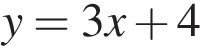 y = 3x + 4